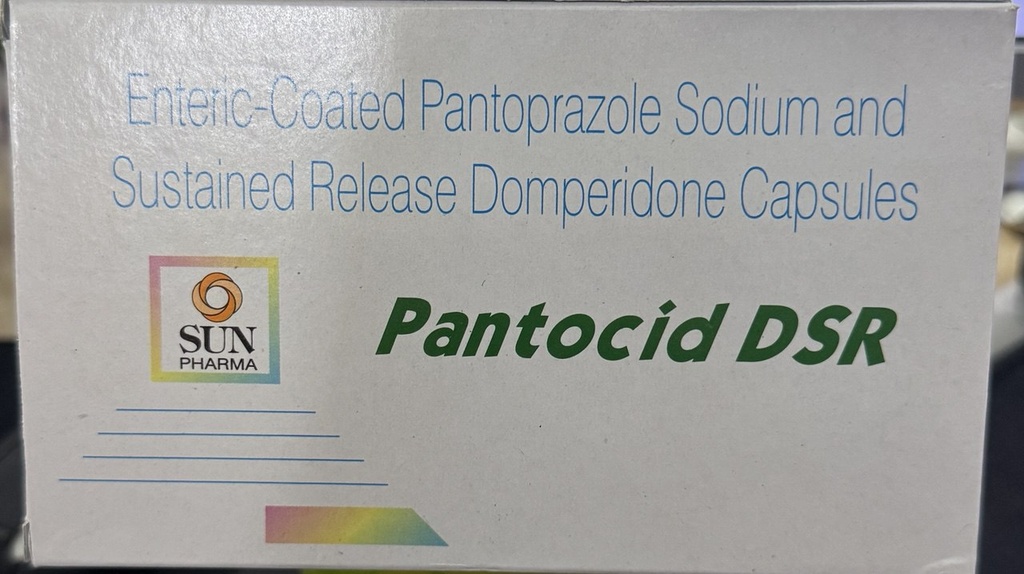 Enteric-Coated Pantoprazole Sodium and
Sustained Release Domperidone Capsules
SUN
PHARMA
Pantocid DSR